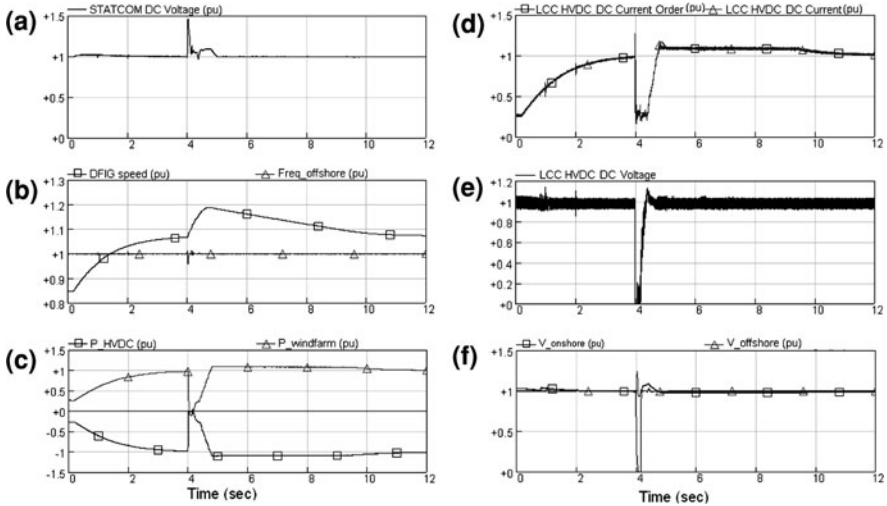 (a)
STATCOM DC Voltage (pu)
+1.5
+1
+0.5
+0
0 2 4 6 8 10 12
(b)
DFIG speed (pu) Freq_offshore (pu)
+1.3
+1.2
+1.1
+1
+0.9
+0.8
0 2 4 6 8 10 12
(c)
P_HVDC (pu) P_windfarm (pu)
+1.5
+1
+0.5
+0
-0.5
-1
-1.5
0 2 4 6 8 10 12
Time (sec)
(d)
LCC HVDC DC Current Order (pu) LCC HVDC DC Current(pu)
+1.5
+1
+0.5
+0
0 2 4 6 8 10 12
(e)
LCC HVDC DC Voltage
+1.2
+1
+0.8
+0.6
+0.4
+0.2
+0
0 2 4 6 8 10 12
(f)
V_onshore (pu) V_offshore (pu)
+1.5
+1
+0.5
+0
0 2 4 6 8 10 12
Time (sec)